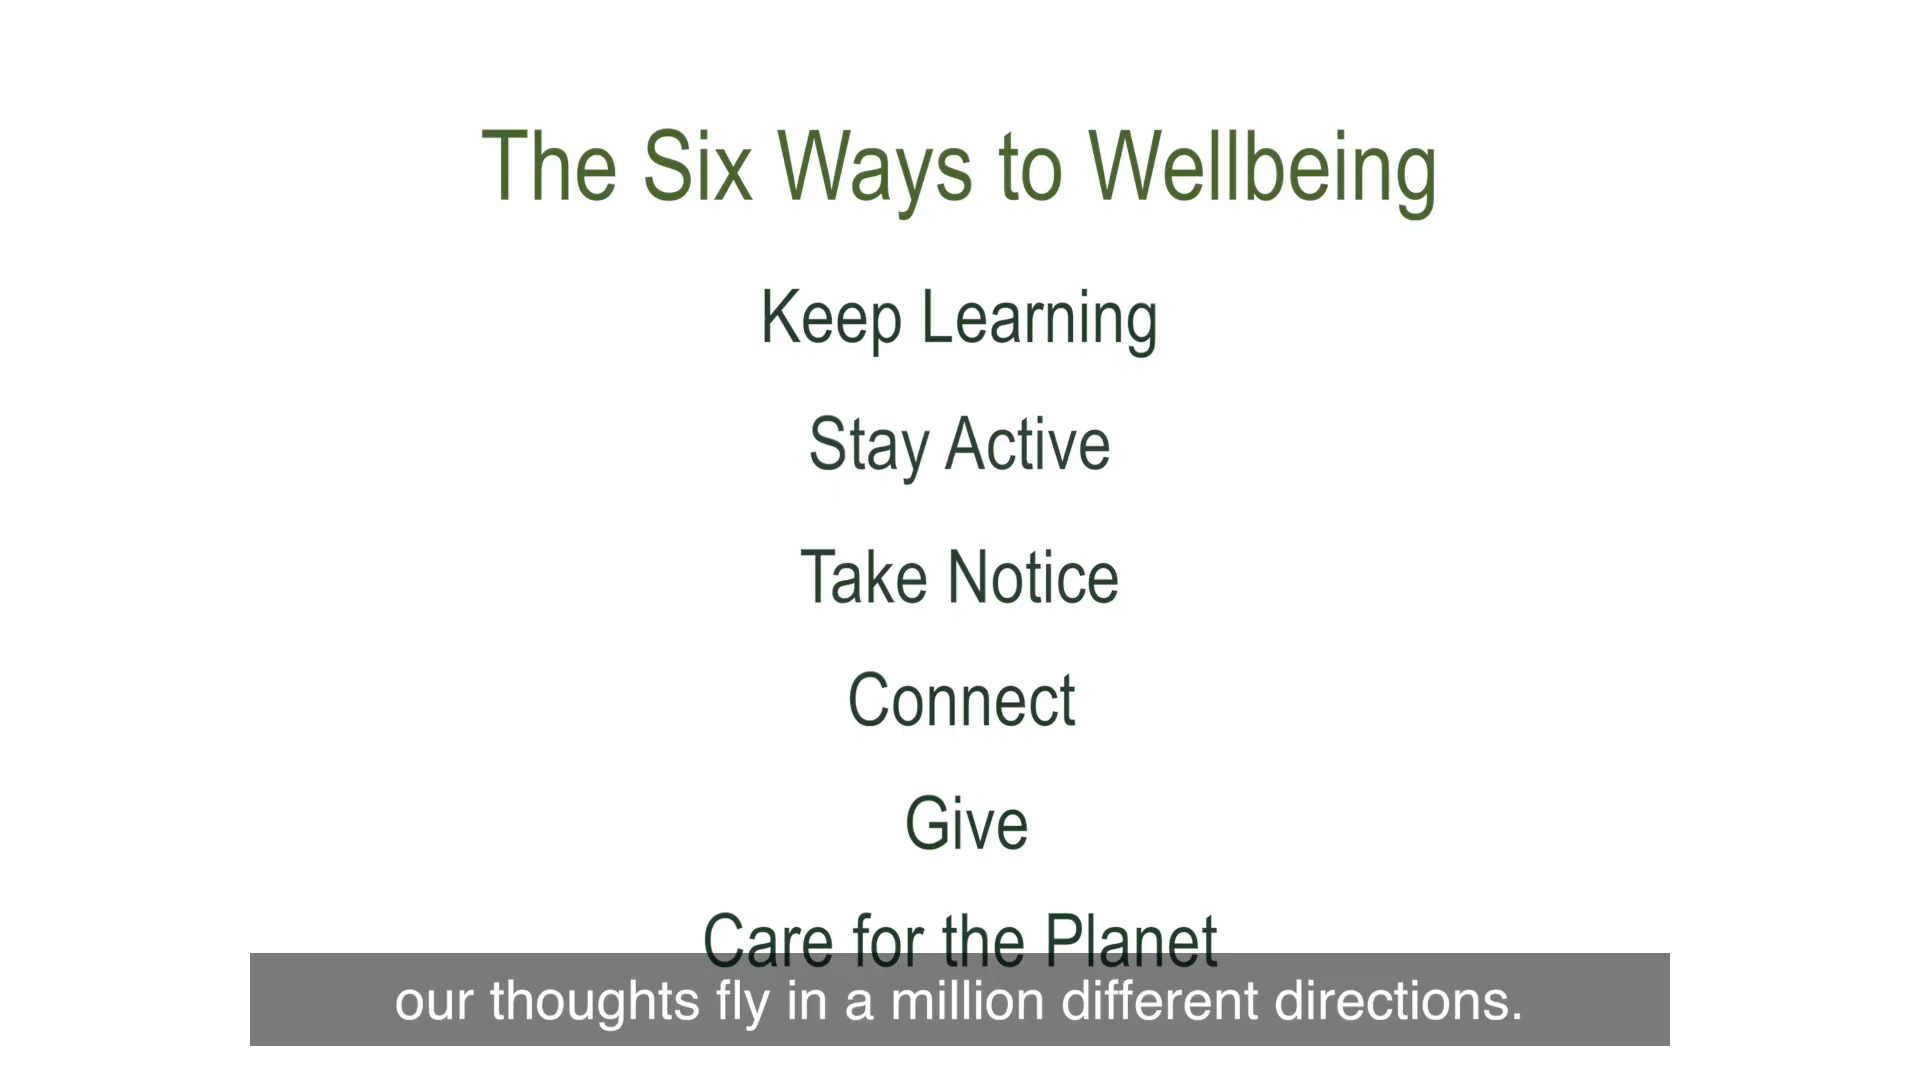 The Six Ways to Wellbeing
Keep Learning
Stay Active
Take Notice
Connect
Give
Care for the Planet
our thoughts fly in a million different directions.